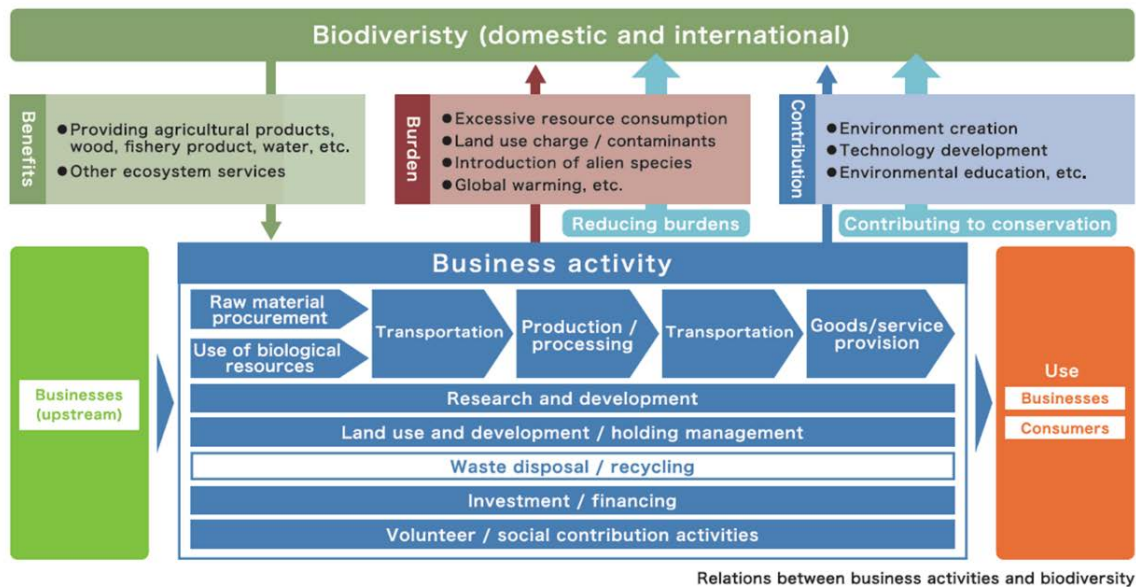 Biodiveristy (domestic and international)
Benefits
●Providing agricultural products,
wood, fishery product, water, etc.
●Other ecosystem services
Burden
●Excessive resource consumption
●Land use charge / contaminants
●Introduction of alien species
●Global warming, etc.
Contribution
●Environment creation
●Technology development
●Environmental education, etc.
Reducing burdens
Contributing to conservation
Businesses
(upstream)
Business activity
Raw material
procurement
Use of biological
resources
Transportation
Production /
processing
Transportation
Goods/service
provision
Research and development
Land use and development / holding management
Waste disposal / recycling
Investment / financing
Volunteer / social contribution activities
Use
Businesses
Consumers
Relations between business activities and biodiversity